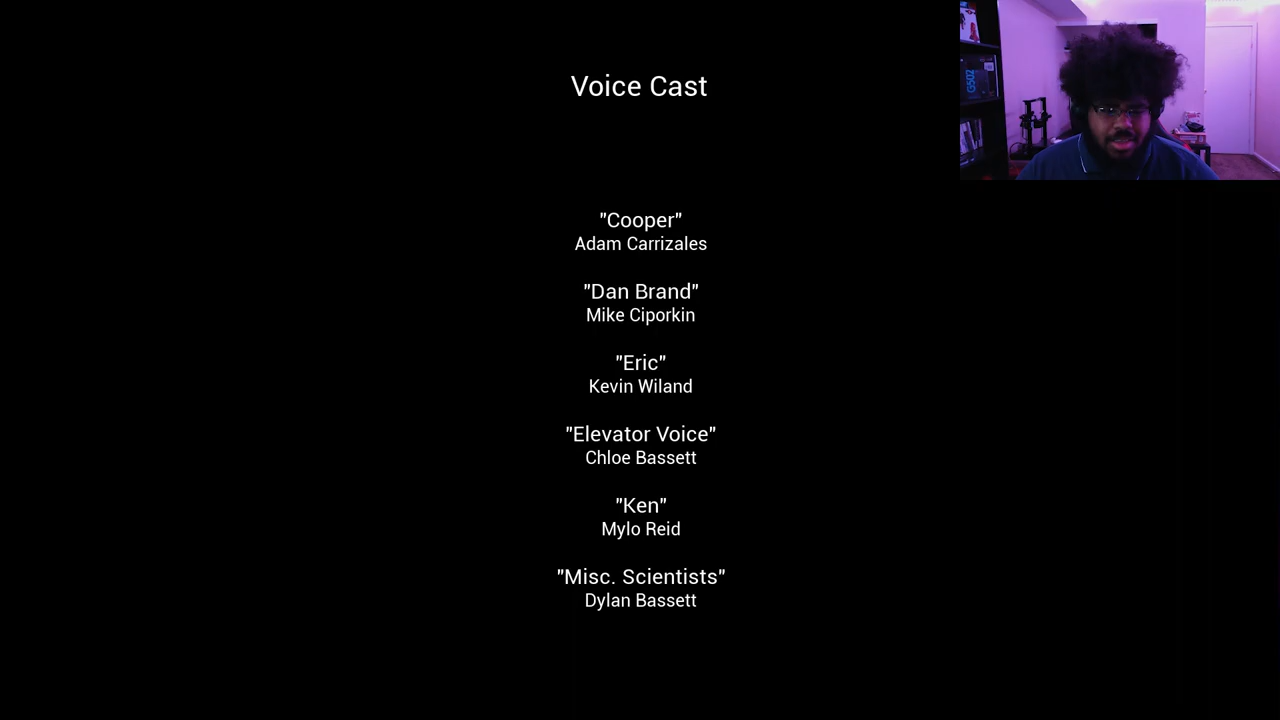 Voice Cast
"Cooper"
Adam Carrizales
"Dan Brand"
Mike Ciporkin
"Eric"
Kevin Wiland
"Elevator Voice"
Chloe Bassett
"Ken"
Mylo Reid
"Misc. Scientists"
Dylan Bassett
G502